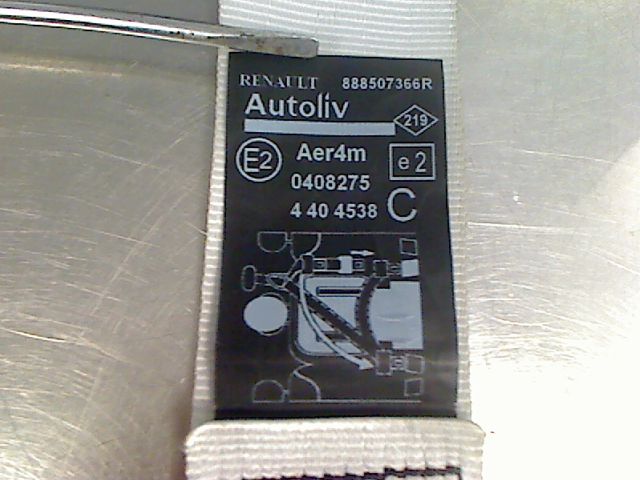 RENAULT 888507366R
Autoliv
219
E2 Aer4m e2
0408275
4 40 4538 C